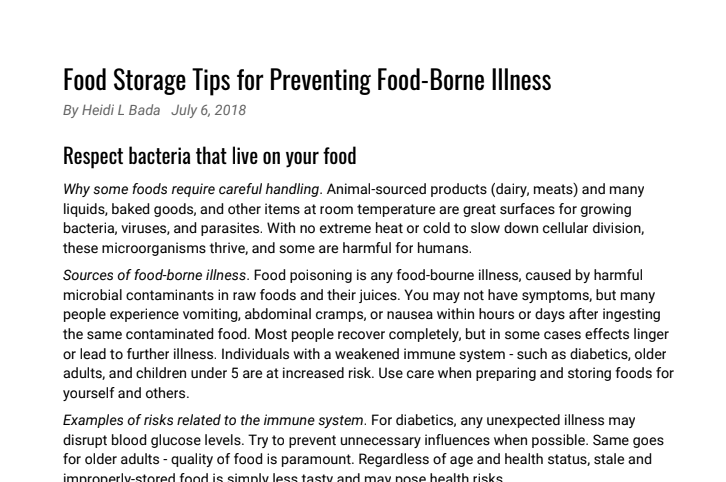 Food Storage Tips for Preventing Food-Borne Illness
By Heidi L Bada July 6, 2018
Respect bacteria that live on your food
Why some foods require careful handling. Animal-sourced products (dairy, meats) and many
liquids, baked goods, and other items at room temperature are great surfaces for growing
bacteria, viruses, and parasites. With no extreme heat or cold to slow down cellular division,
these microorganisms thrive, and some are harmful for humans.
Sources of food-borne illness. Food poisoning is any food-bourne illness, caused by harmful
microbial contaminants in raw foods and their juices. You may not have symptoms, but many
people experience vomiting, abdominal cramps, or nausea within hours or days after ingesting
the same contaminated food. Most people recover completely, but in some cases effects linger
or lead to further illness. Individuals with a weakened immune system - such as diabetics, older
adults, and children under 5 are at increased risk. Use care when preparing and storing foods for
yourself and others.
Examples of risks related to the immune system. For diabetics, any unexpected illness may
disrupt blood glucose levels. Try to prevent unnecessary influences when possible. Same goes
for older adults - quality of food is paramount. Regardless of age and health status, stale and
improperly-stored food is simply less tasty and may pose health risks.